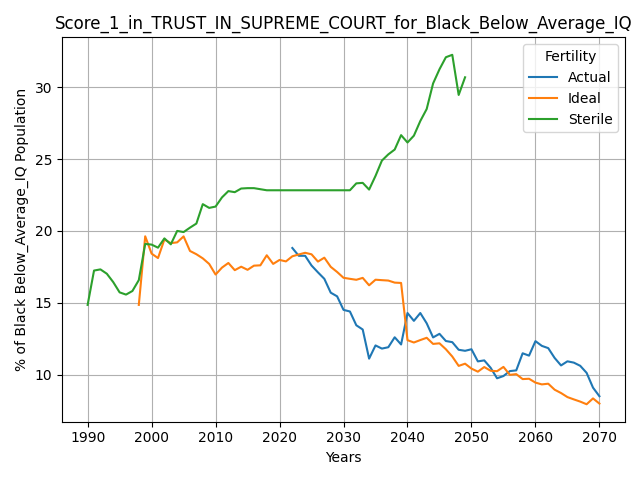 Score_1_in_TRUST_IN_SUPREME_COURT_for_Black_Below_Average_IQ
Fertility
Actual
Ideal
Sterile
% of Black Below_Average_IQ Population
30
25
20
15
10
1990 2000 2010 2020 2030 2040 2050 2060 2070
Years